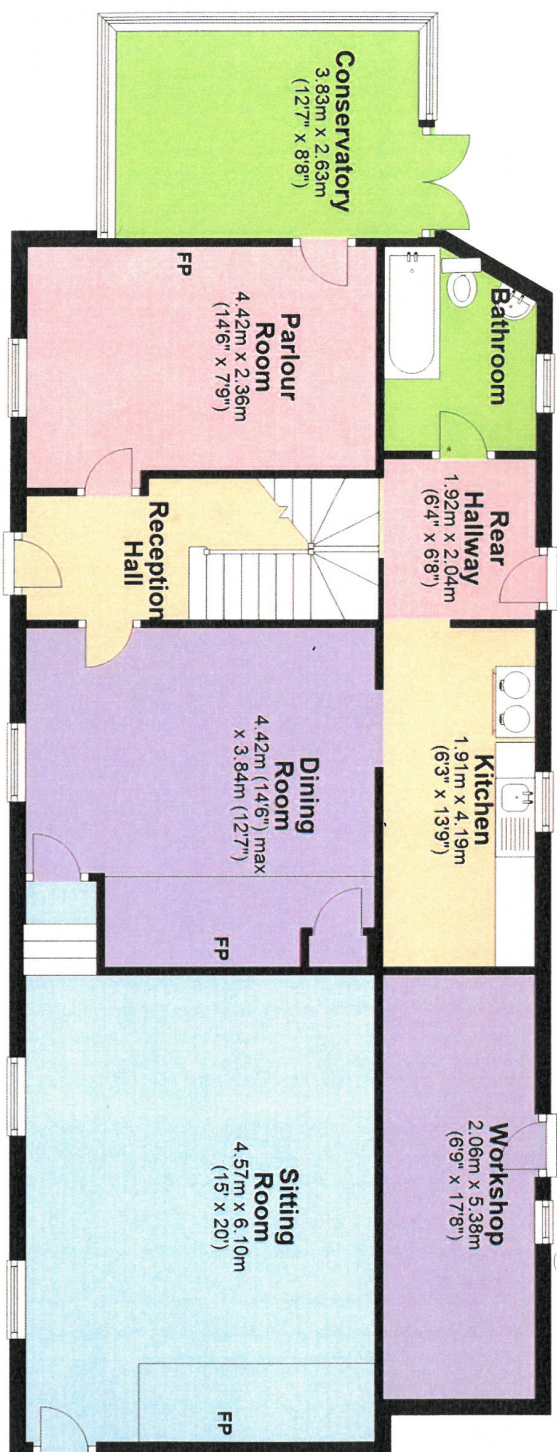 Conservatory
3.83m x 2.63m
(12'7" x 8'8")
Bathroom
FP
Parlour
Room
4.42m x 2.36m
(14'6" x 7'9")
Rear
Hallway
1.92m x 2.04m
(6'4" x 6'8")
Reception
Hall
Kitchen
1.91m x 4.19m
(6'3" x 13'9")
Dining
Room
4.42m (14'6") max
x 3.84m (12'7")
FP
Workshop
2.06m x 5.38m
(6'9" x 17'8")
Sitting
Room
4.57m x 6.10m
(15' x 20')
FP